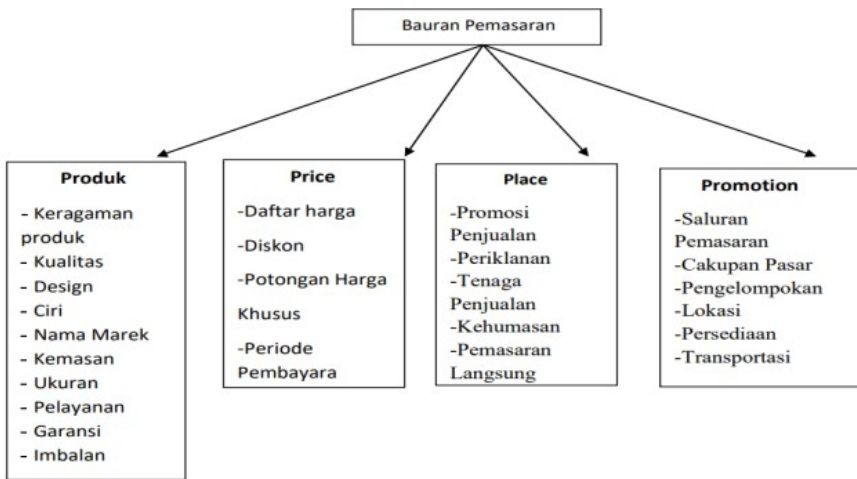 Bauran Pemasaran
Produk
- Keragaman
produk
- Kualitas
- Design
- Ciri
- Nama Marek
- Kemasan
- Ukuran
- Pelayanan
- Garansi
- Imbalan
Price
-Daftar harga
-Diskon
-Potongan Harga
Khusus
-Periode
Pembayara
Place
-Promosi
Penjualan
-Periklanan
-Tenaga
Penjualan
-Kehumasan
-Pemasaran
Langsung
Promotion
-Saluran
Pemasaran
-Cakupan Pasar
-Pengelompokan
-Lokasi
-Persediaan
-Transportasi